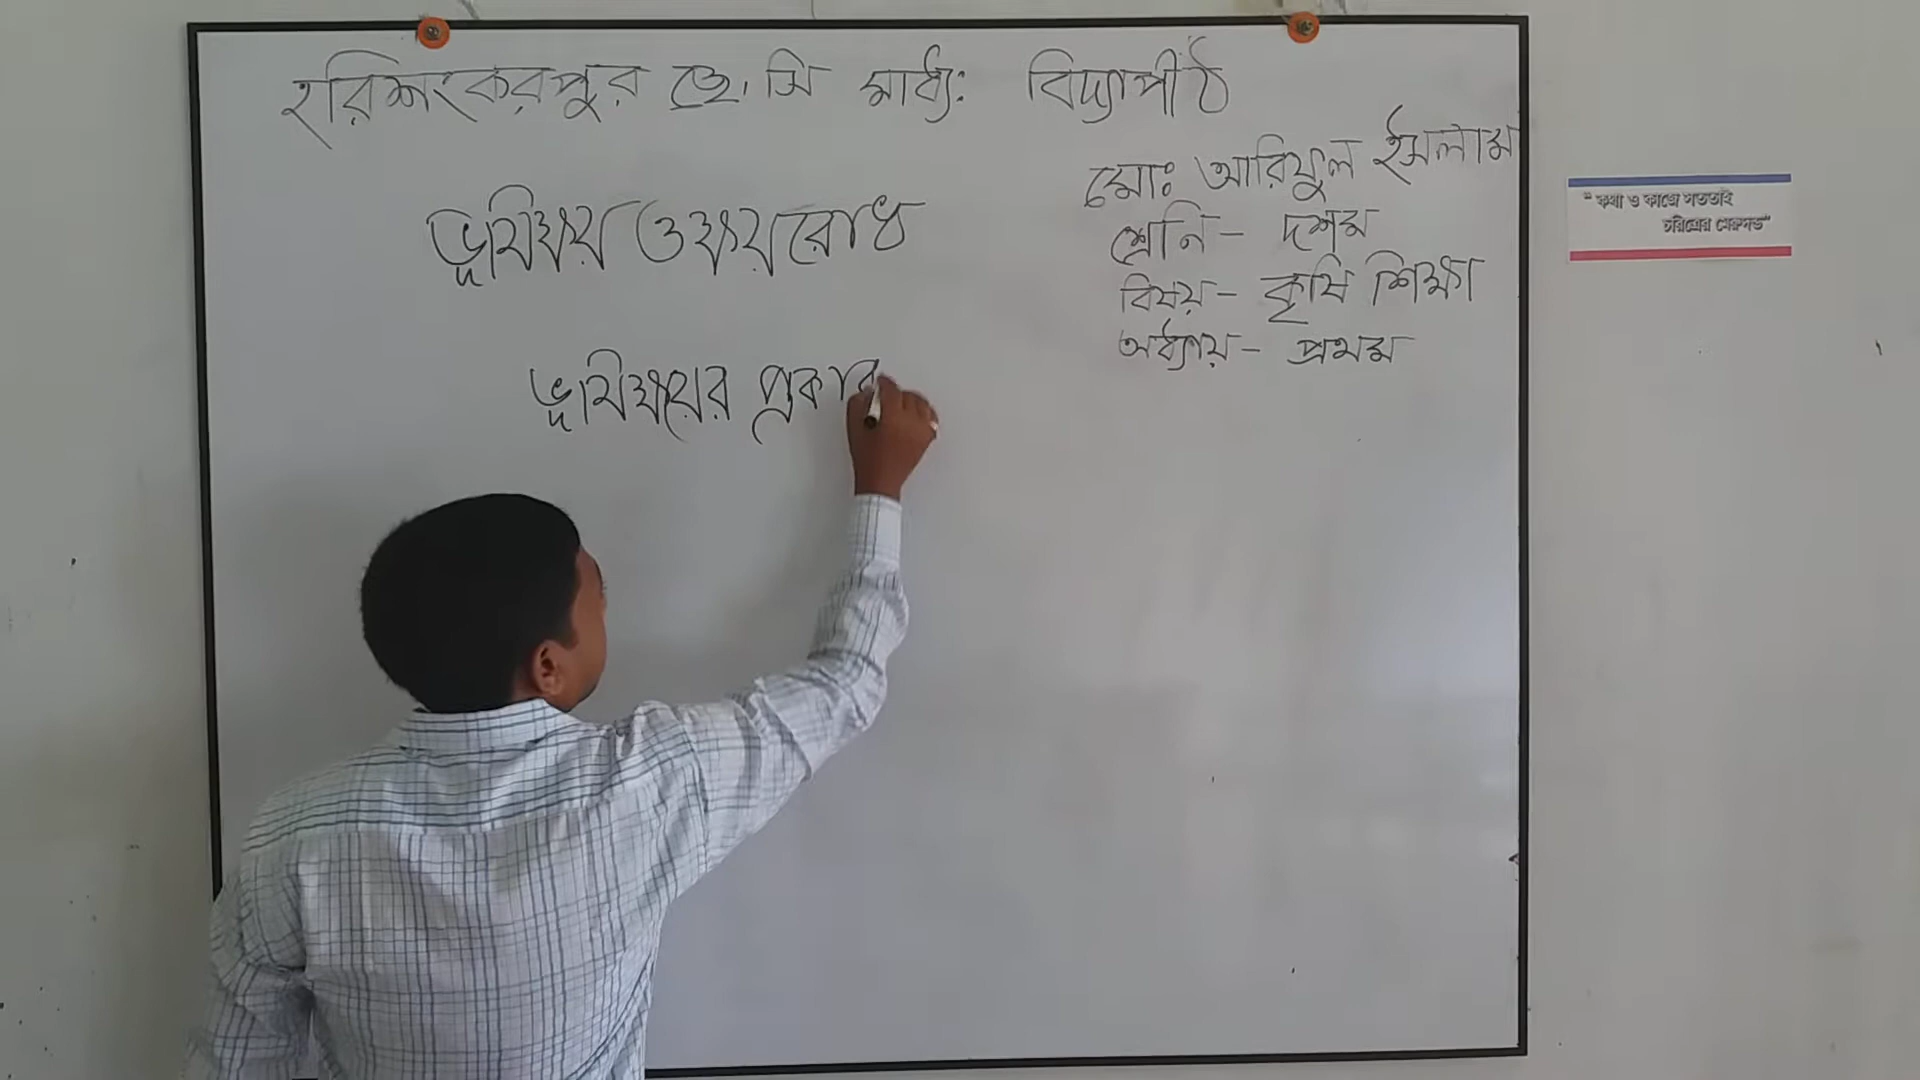 হরিশংকরপুর জে. সি মাধ্য: বিদ্যাপীঠ
মোঃ আরিফুল ইসলাম
শ্রেনি - দশম
বিষয় - কৃষি শিক্ষা
অধ্যায় - প্রথম
ভূমিক্ষয় ও ক্ষয়রোধ
ভূমিক্ষয়ের প্রকার
"কথা ও কাজে সততাই
চরিত্রের মেরুদন্ড"